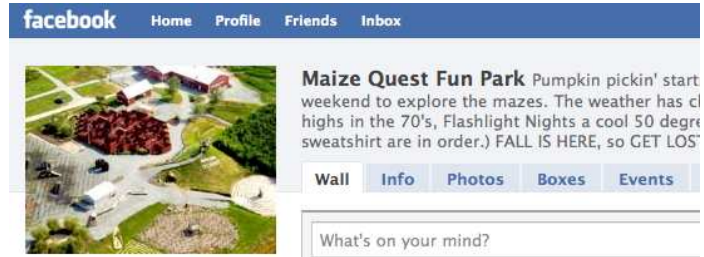 facebook Home Profile Friends Inbox
Maize Quest Fun Park Pumpkin pickin' start
weekend to explore the mazes. The weather has
highs in the 70's, Flashlight Nights a cool 50
sweatshirt are in order.) FALL IS HERE, so GET LOS
Wall Info Photos Boxes Events
What's on your mind?